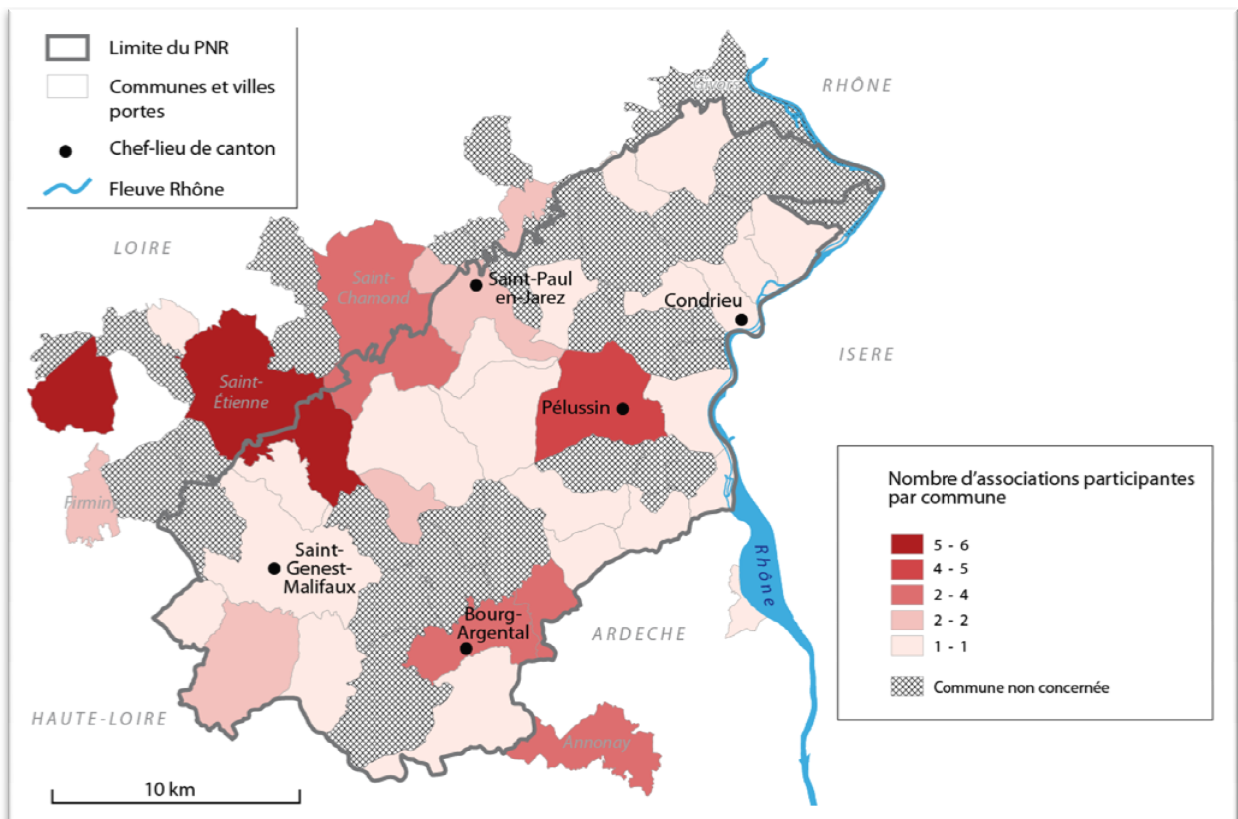 Limite du PNR
Communes et villes
portes
Chef-lieu de canton
Fleuve Rhône
Givors
RHÔNE
LOIRE
Saint-
Chamond
Saint-Paul
en-Jarez
Condrieu
ISERE
Saint-
Étienne
Pélussin
Firminy
Saint-
Genest-
Malifaux
Rhône
Bourg-
Argental
ARDECHE
HAUTE-LOIRE
Annonay
10 km
Nombre d'associations participantes
par commune
5 - 6
4 - 5
2 - 4
2 - 2
1 - 1
Commune non concernée